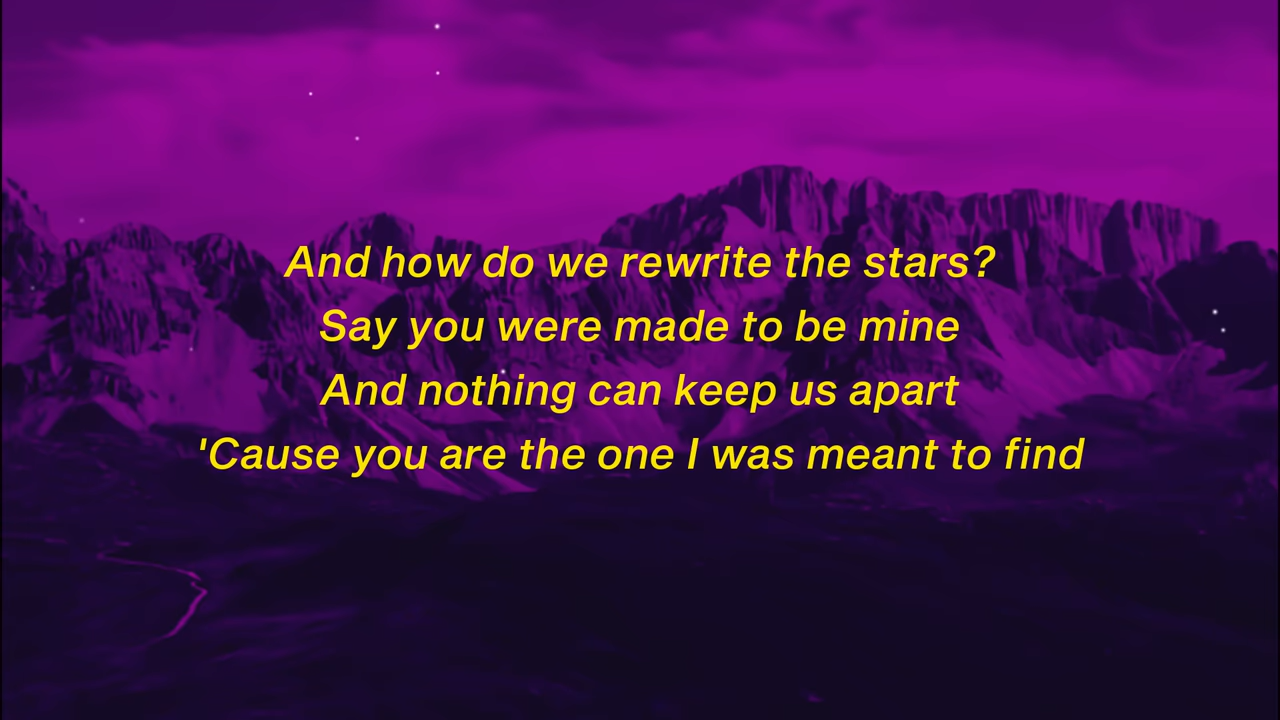 And how do we rewrite the stars?
Say you were made to be mine
And nothing can keep us apart
'Cause you are the one I was meant to find